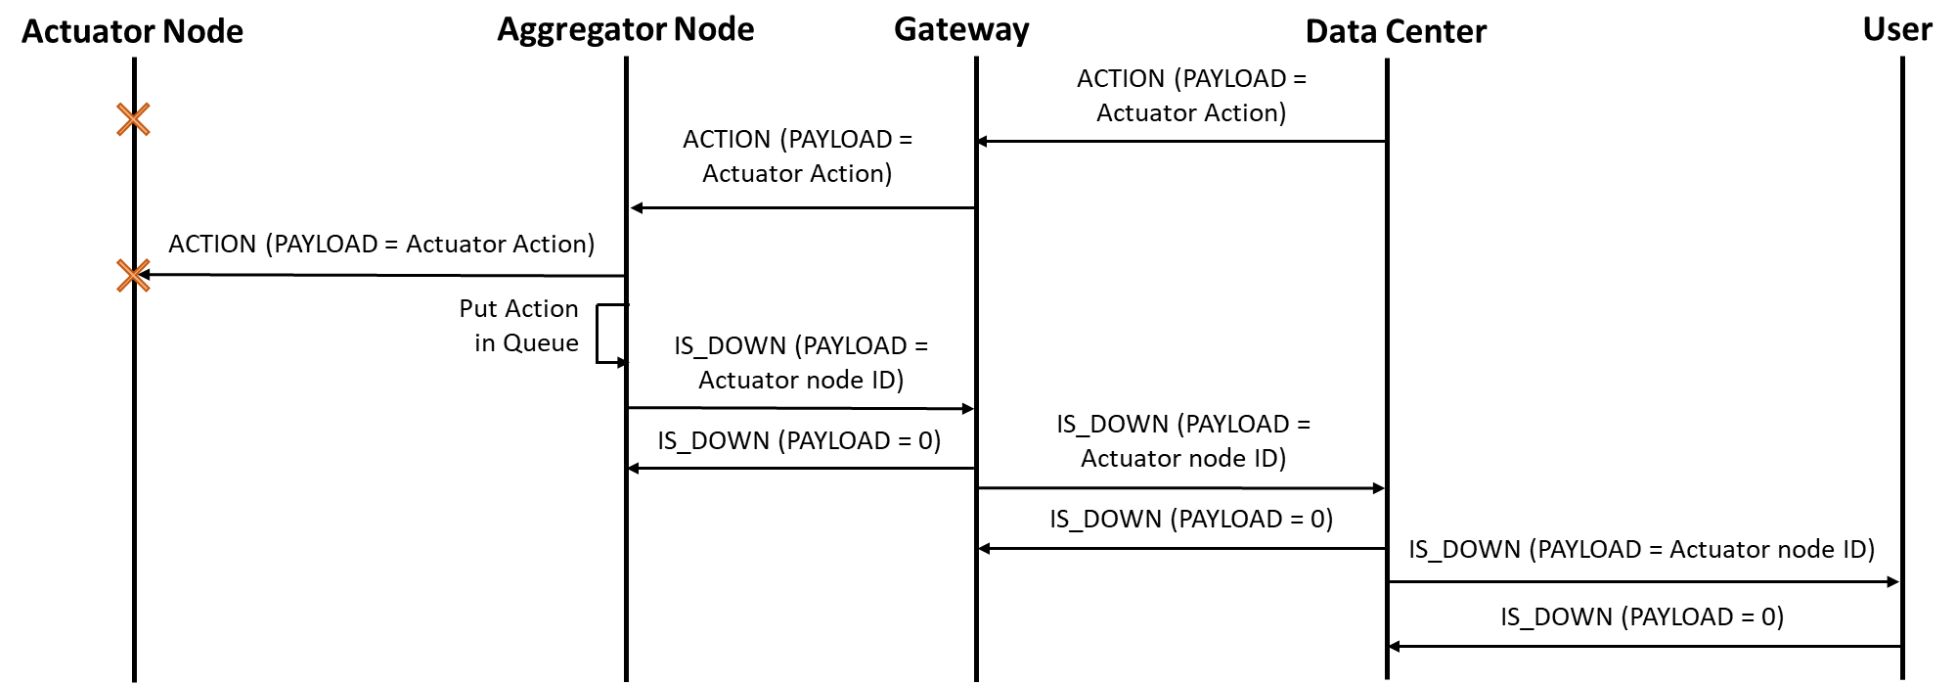 Actuator Node
Aggregator Node
Gateway
Data Center
User
ACTION (PAYLOAD =
Actuator Action)
ACTION (PAYLOAD =
Actuator Action)
ACTION (PAYLOAD = Actuator Action)
Put Action
in Queue
IS_DOWN (PAYLOAD =
Actuator node ID)
IS_DOWN (PAYLOAD = 0)
IS_DOWN (PAYLOAD =
Actuator node ID)
IS_DOWN (PAYLOAD = 0)
IS_DOWN (PAYLOAD = Actuator node ID)
IS_DOWN (PAYLOAD = 0)